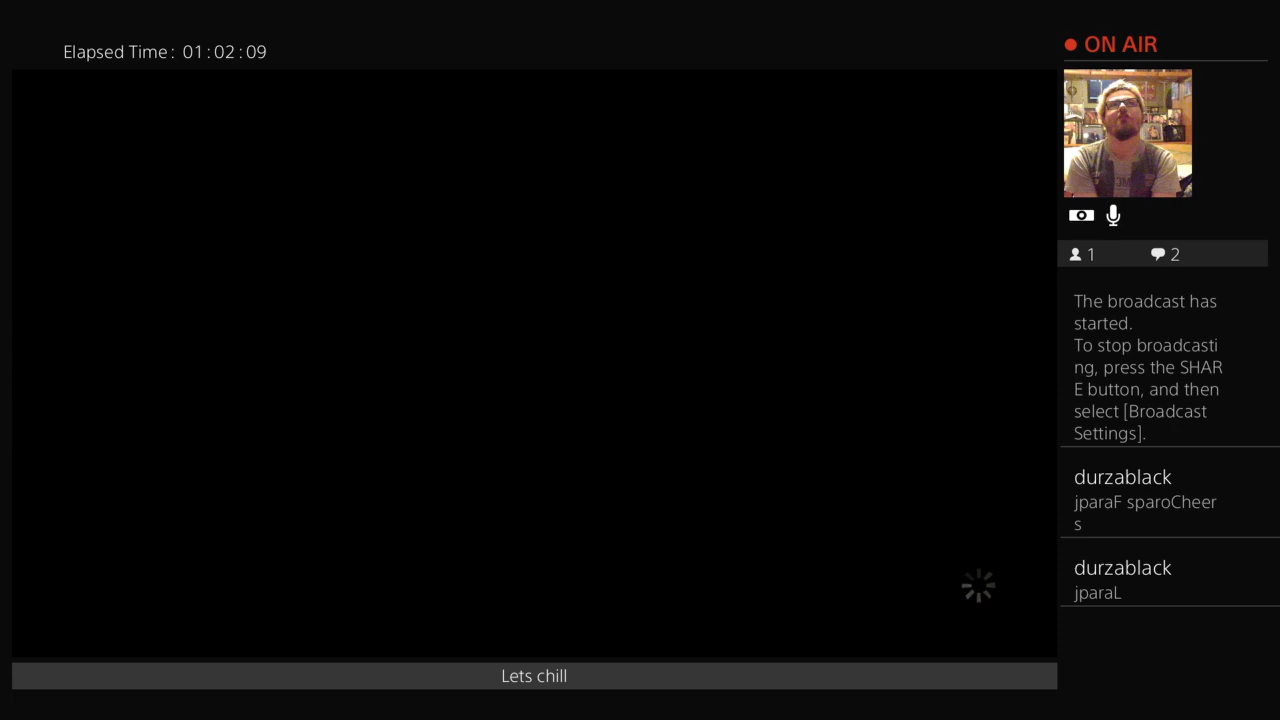 Elapsed Time: 01:02:09
ON AIR
1
2
The broadcast has
started.
To stop broadcasti
ng, press the SHAR
E button, and then
select [Broadcast
Settings].
durzablack
jparaF sparoCheer
s
durzablack
jparaL
Lets chill